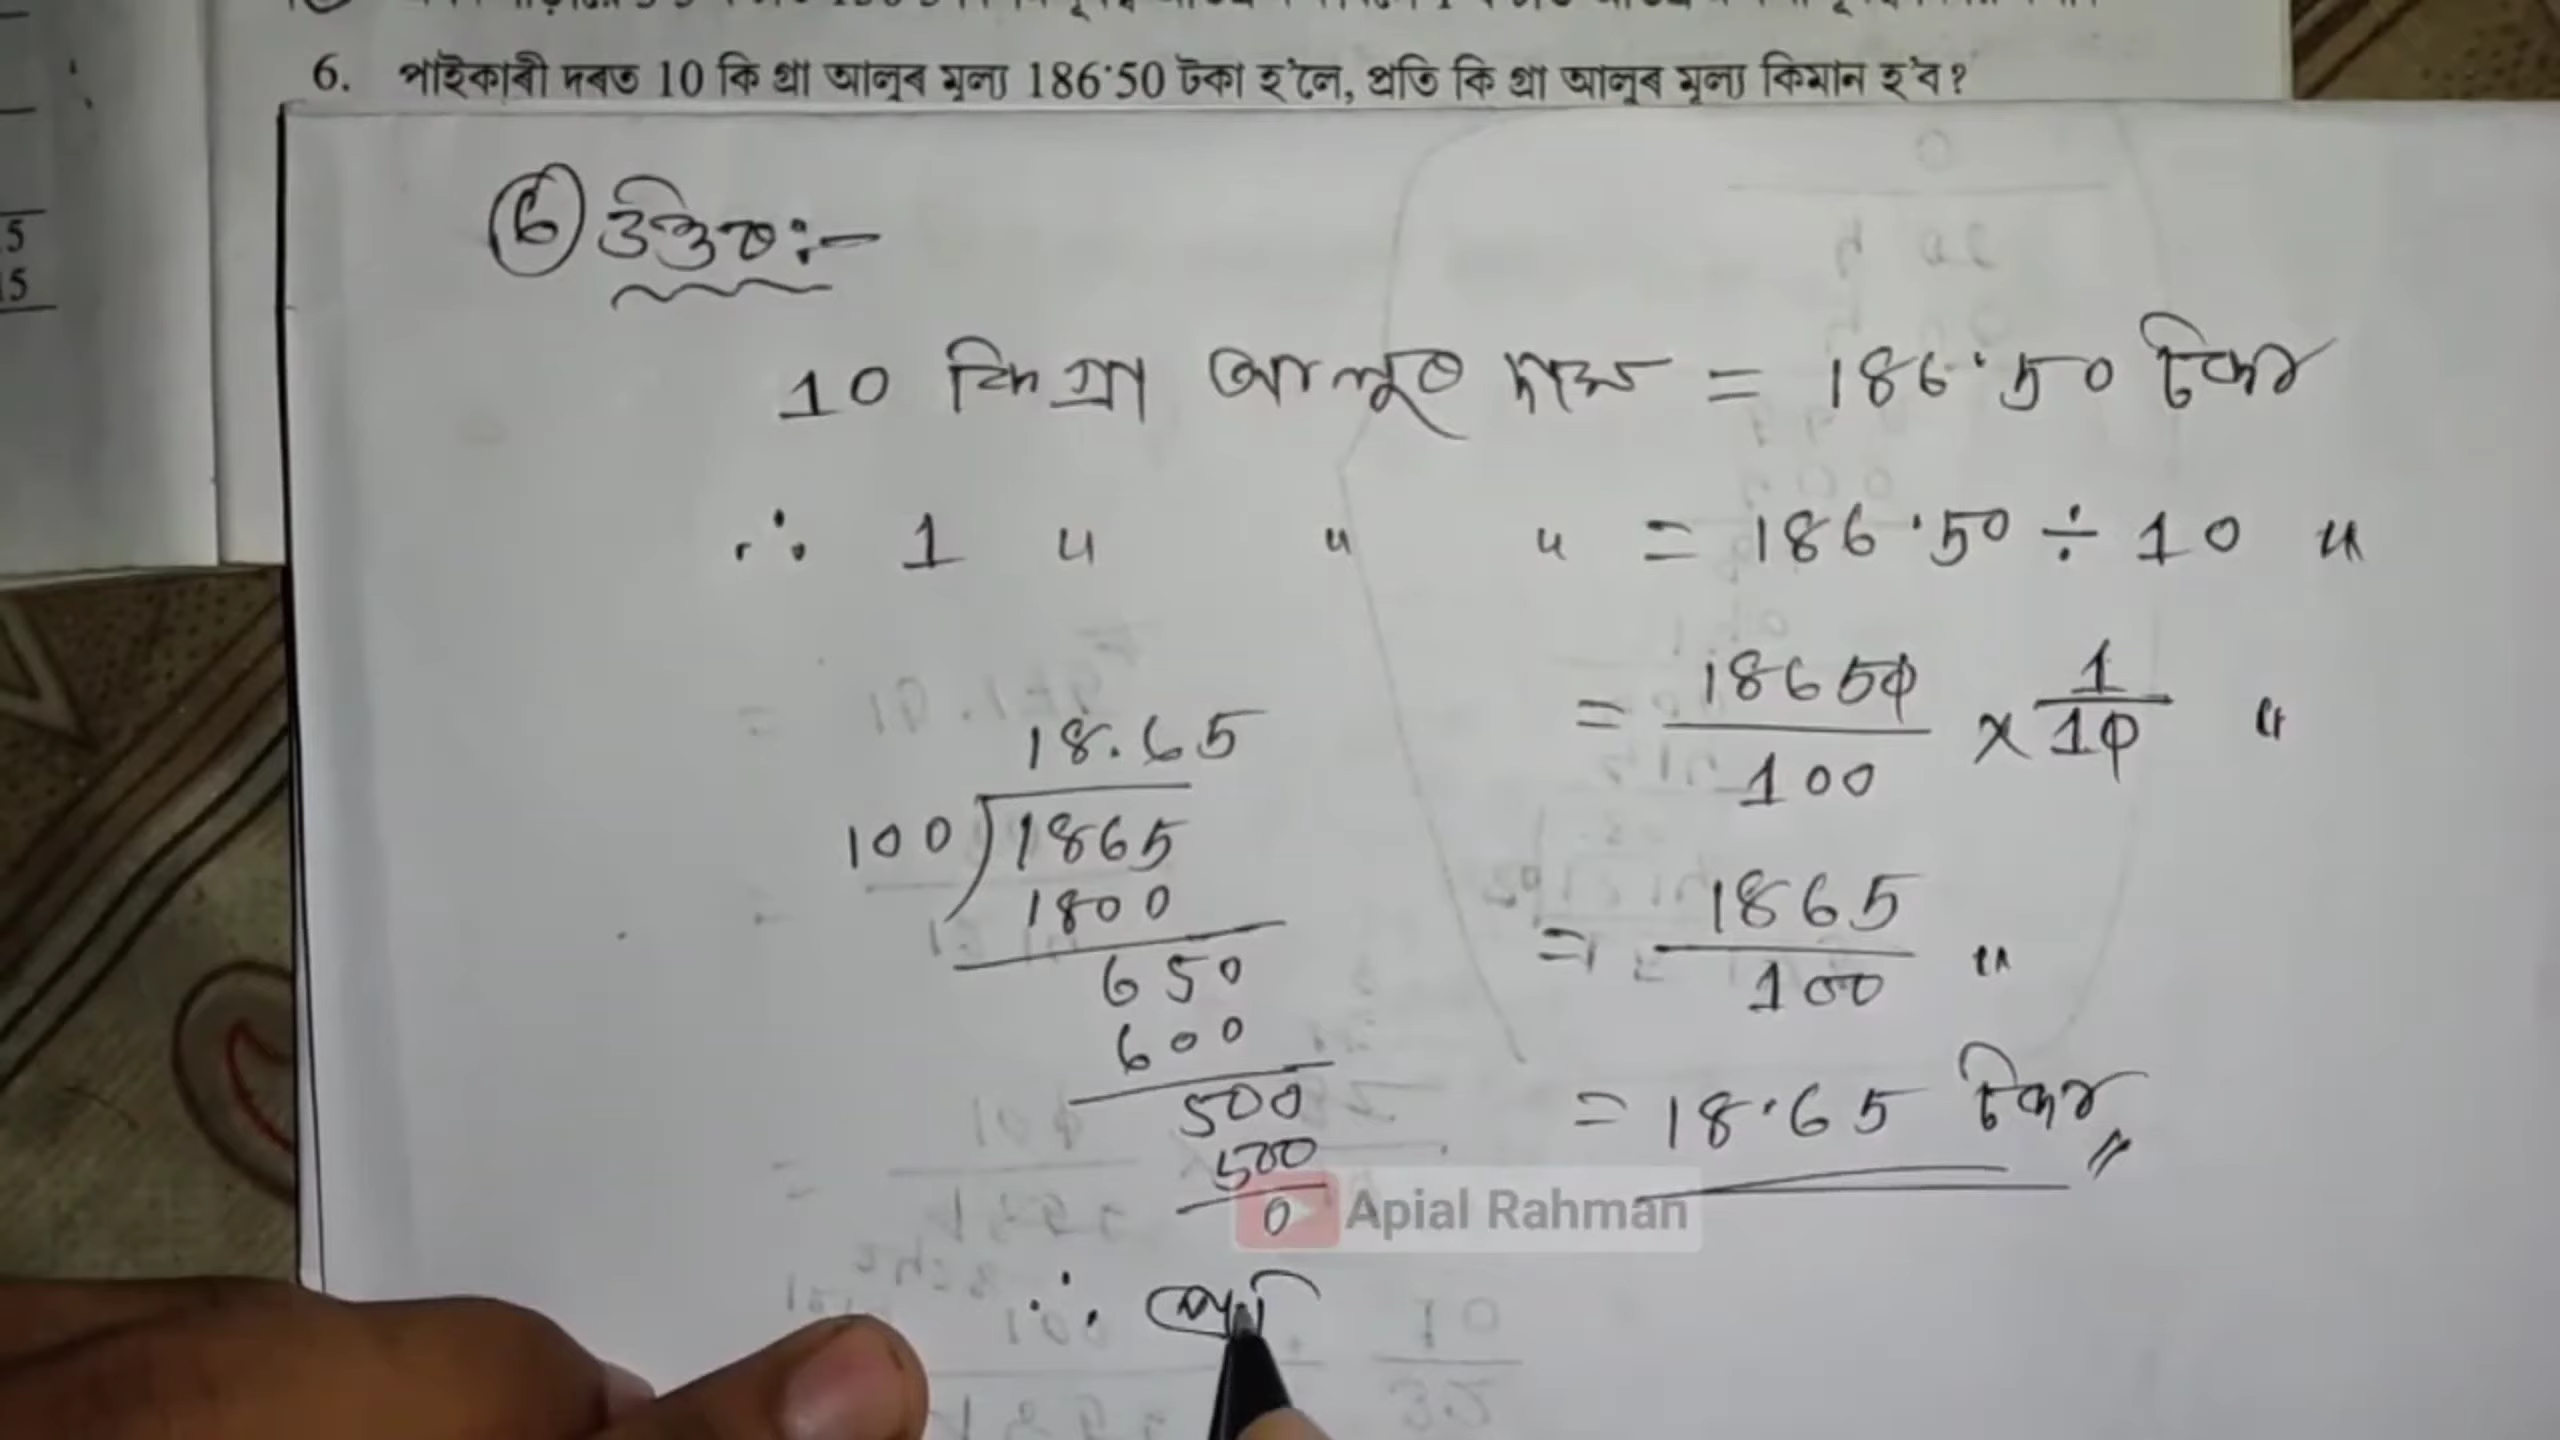 6. পাইকাৰী দৰত 10 কি গ্ৰা আলুৰ মূল্য 186·50 টকা হ'লে, প্ৰতি কি গ্ৰা আলুৰ মূল্য কিমান হ'ব?
5
15
6 উত্তৰ:-
10 কিগ্ৰা আলুৰ দাম = 186·50 টকা
∴ 1 " " " = 186·50 ÷ 10 "
= 18650/100 × 1/10 "
= 1865/100 "
= 18·65 টকা
18.65
100)1865
1800
650
600
500
500
0
∴
Apial Rahman